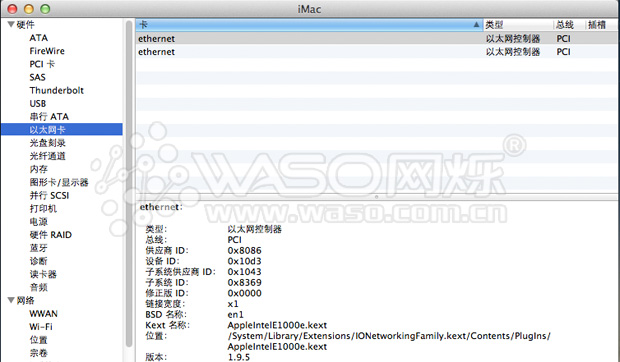 iMac
▼硬件
ATA
FireWire
PCI 卡
SAS
Thunderbolt
USB
串行 ATA
以太网卡
光盘刻录
光纤通道
内存
图形卡/显示器
并行 SCSI
打印机
电源
硬件 RAID
蓝牙
诊断
读卡器
音频
▼网络
WWAN
Wi-Fi
位置
宗卷
卡 类型 总线 插槽
ethernet 以太网控制器 PCI
ethernet 以太网控制器 PCI
WASO网烁®
www.waso.com.cn
ethernet:
类型: 以太网控制器
总线: PCI
供应商 ID: 0x8086
设备 ID: 0x10d3
子系统供应商 ID: 0x1043
子系统 ID: 0x8369
修正版 ID: 0x0000
链接宽度: x1
BSD 名称: en1
Kext 名称: AppleIntelE1000e.kext
位置: /System/Library/Extensions/IONetworkingFamily.kext/Contents/PlugIns/
AppleIntelE1000e.kext
版本: 1.9.5